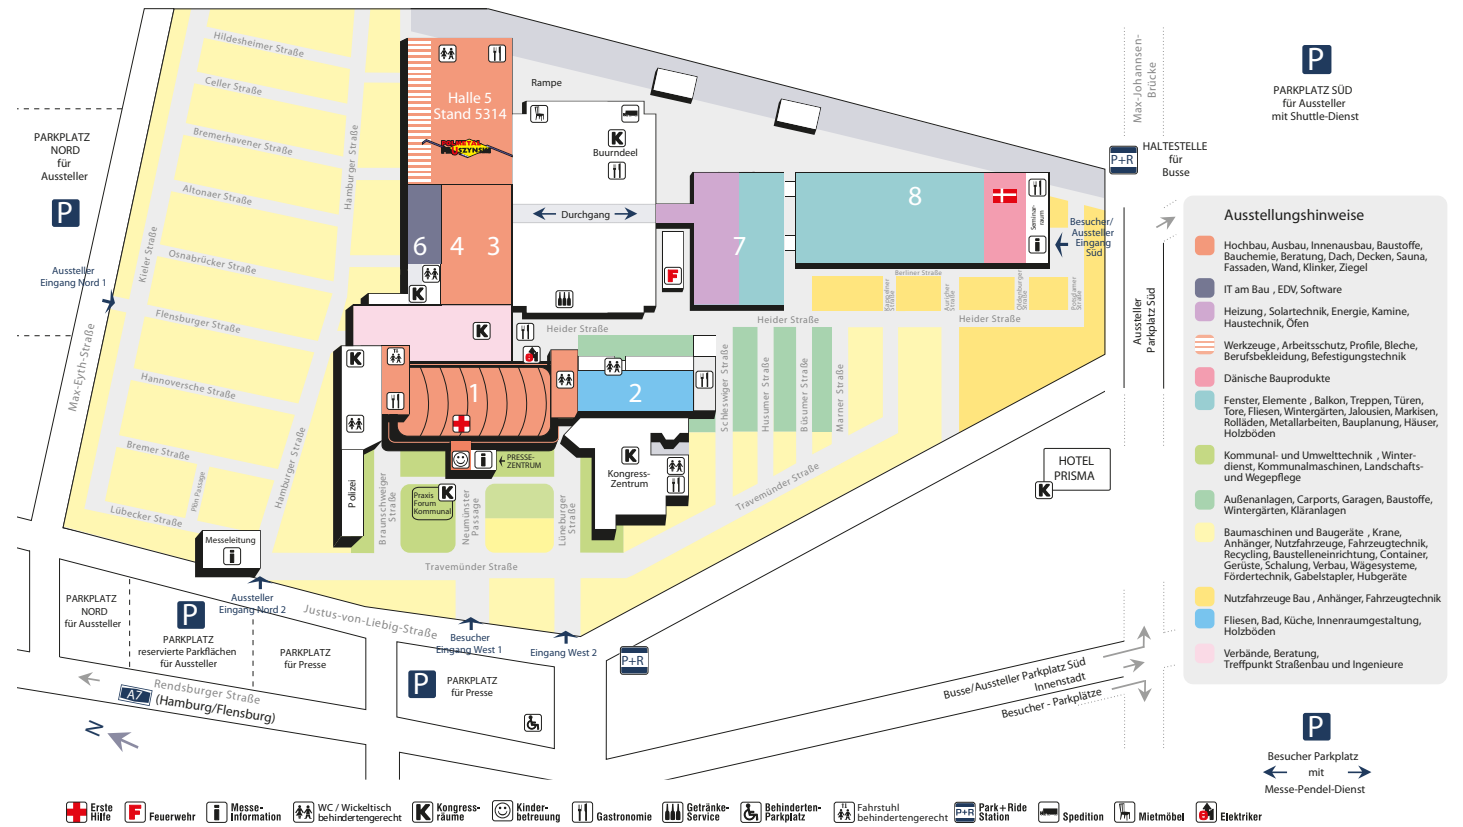 Hildesheimer Straße
Celler Straße
Bremerhavener Straße
Altonaer Straße
Osnabrücker Straße
Flensburger Straße
Hannoversche Straße
Bremer Straße
Lübecker Straße
Plön Passage
Kieler Straße
Hamburger Straße
Hamburger Straße
Max-Eyth-Straße
PARKPLATZ
NORD
für
Aussteller
P
Aussteller
Eingang Nord 1
Halle 5
Stand 5314
Rampe
K
Buurndeel
Durchgang
6
4
3
7
8
1
2
K
K
K
F
Seminar-
raum
i
Besucher/
Aussteller
Eingang
Süd
Berliner Straße
Auricher
Straße
Oldenburger
Straße
Potsdamer
Straße
Heider Straße
Heider Straße
Heider Straße
Schleswiger Straße
Husumer Straße
Büsumer Straße
Marner Straße
Travemünder Straße
Travemünder Straße
K
Kongress-
Zentrum
i
PRESSE-
ZENTRUM
Praxis
Forum
Kommunal
K
Polizei
Braunschweiger
Straße
Neumünster
Passage
Lüneburger
Straße
Messeleitung
i
Aussteller
Eingang Nord 2
Besucher
Eingang West 1
Eingang West 2
Justus-von-Liebig-Straße
PARKPLATZ
NORD
für Aussteller
P
PARKPLATZ
reservierte Parkflächen
für Aussteller
PARKPLATZ
für Presse
P
PARKPLATZ
für Presse
P+R
Rendsburger Straße
A7
(Hamburg/Flensburg)
N
Max-Johannsen-
Brücke
P
PARKPLATZ SÜD
für Aussteller
mit Shuttle-Dienst
P+R
HALTESTELLE
für
Busse
Aussteller
Parkplatz Süd
HOTEL
PRISMA
K
Busse/Aussteller Parkplatz Süd
Innenstadt
Besucher - Parkplätze
P
Besucher Parkplatz
mit
Messe-Pendel-Dienst
Ausstellungshinweise
Hochbau, Ausbau, Innenausbau, Baustoffe,
Bauchemie, Beratung, Dach, Decken, Sauna,
Fassaden, Wand, Klinker, Ziegel
IT am Bau , EDV, Software
Heizung, Solartechnik, Energie, Kamine,
Haustechnik, Öfen
Werkzeuge , Arbeitsschutz, Profile, Bleche,
Berufsbekleidung, Befestigungstechnik
Dänische Bauprodukte
Fenster, Elemente , Balkon, Treppen, Türen,
Tore, Fliesen, Wintergärten, Jalousien, Markisen,
Rolläden, Metallarbeiten, Bauplanung, Häuser,
Holzböden
Kommunal- und Umwelttechnik , Winter-
dienst, Kommunalmaschinen, Landschafts-
und Wegepflege
Außenanlagen, Carports, Garagen, Baustoffe,
Wintergärten, Kläranlagen
Baumaschinen und Baugeräte , Krane,
Anhänger, Nutzfahrzeuge, Fahrzeugtechnik,
Recycling, Baustelleneinrichtung, Container,
Gerüste, Schalung, Verbau, Wägesysteme,
Fördertechnik, Gabelstapler, Hubgeräte
Nutzfahrzeuge Bau , Anhänger, Fahrzeugtechnik
Fliesen, Bad, Küche, Innenraumgestaltung,
Holzböden
Verbände, Beratung,
Treffpunkt Straßenbau und Ingenieure
Erste
Hilfe
F Feuerwehr
i Messe-
Information
WC / Wickeltisch
behindertengerecht
K Kongress-
räume
Kinder-
betreuung
Gastronomie
Getränke-
Service
Behinderten-
Parkplatz
Fahrstuhl
behindertengerecht
P+R Park+Ride
Station
Spedition
Mietmöbel
Elektriker